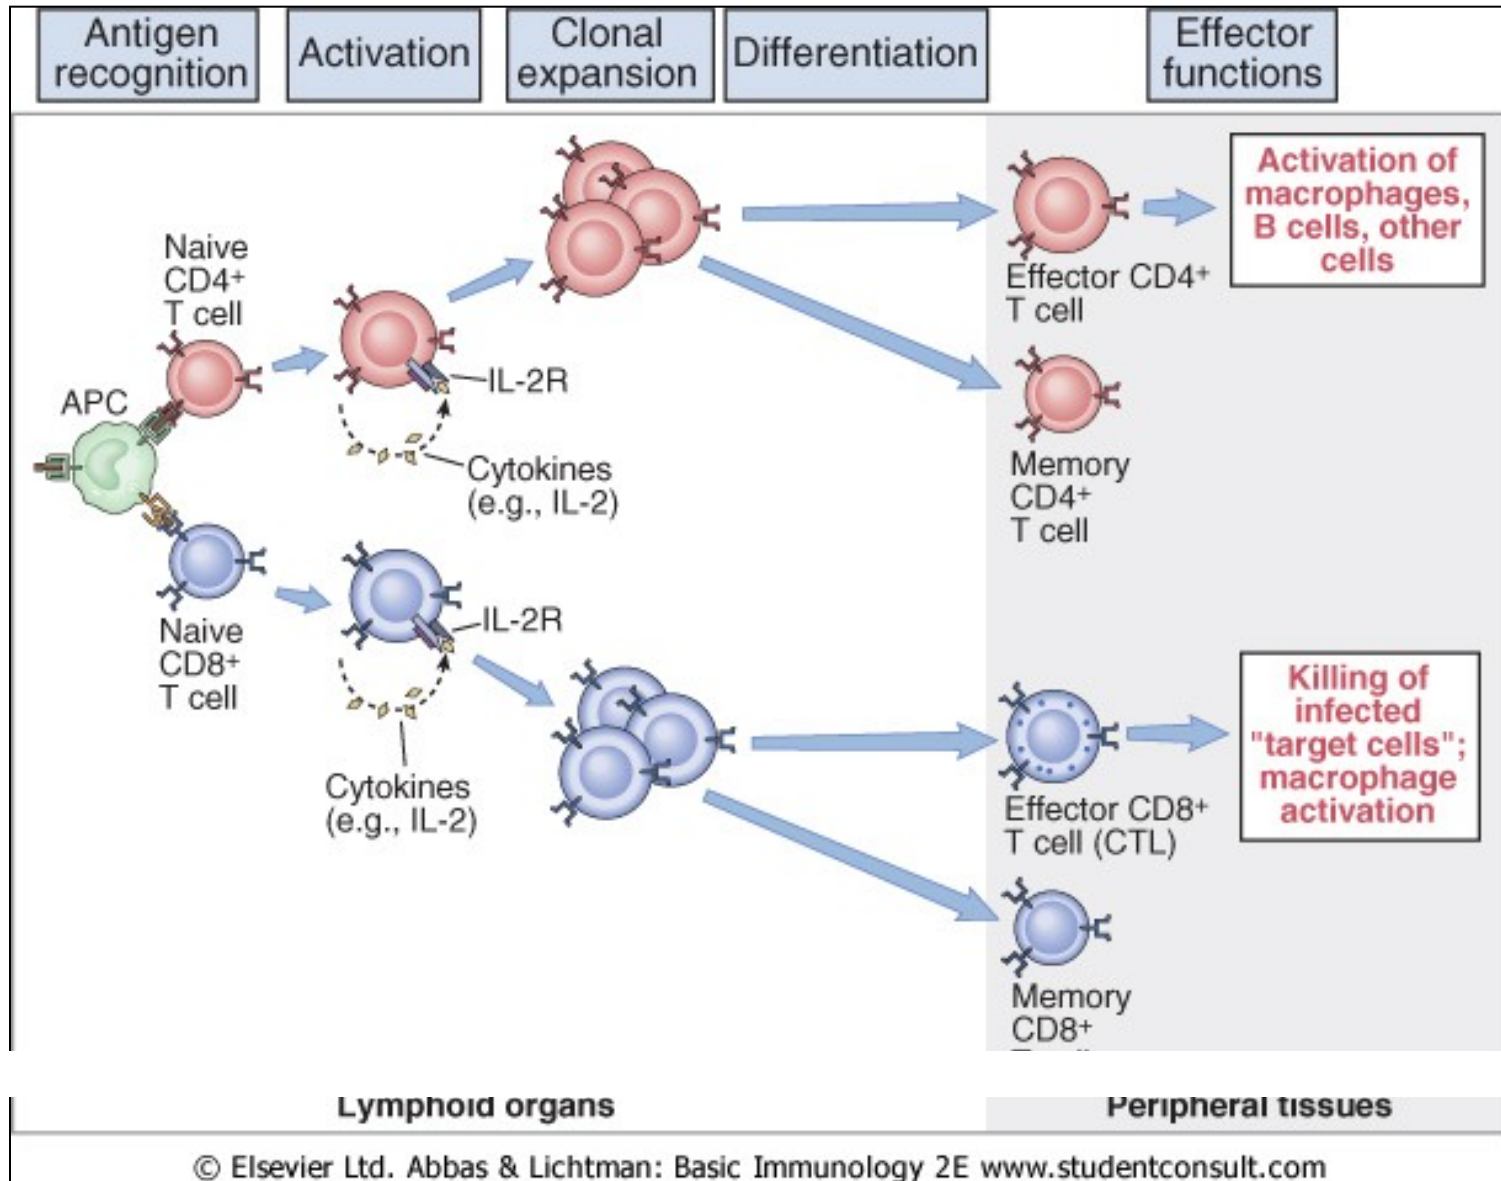 Antigen
recognition
Activation
Clonal
expansion
Differentiation
Effector
functions
Naive
CD4+
T cell
APC
IL-2R
Cytokines
(e.g., IL-2)
Effector CD4+
T cell
Activation of
macrophages,
B cells, other
cells
Memory
CD4+
T cell
Naive
CD8+
T cell
IL-2R
Cytokines
(e.g., IL-2)
Effector CD8+
T cell (CTL)
Killing of
infected
"target cells";
macrophage
activation
Memory
CD8+
Lymphoid organs
Peripheral tissues
© Elsevier Ltd. Abbas & Lichtman: Basic Immunology 2E www.studentconsult.com